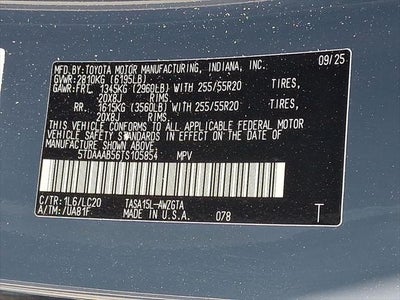 MFD.BY:TOYOTA MOTOR MANUFACTURING, INDIANA, INC. 09/25
GVWR: 2810KG (6195LB)
GAWR:FRT. 1345KG (2960LB) WITH 255/55R20 TIRES,
20X8J RIMS
RR. 1615KG (3560LB) WITH 255/55R20 TIRES,
20X8J RIMS
THIS VEHICLE CONFORMS TO ALL APPLICABLE FEDERAL MOTOR
VEHICLE SAFETY STANDARDS IN EFFECT ON THE DATE OF
MANUFACTURE SHOWN ABOVE.
5TDAAAB56TS105854 MPV
C/TR: 1L6/LC20 TASA15L-AWZGTA
A/TM: /UA81F MADE IN U.S.A. 078 T